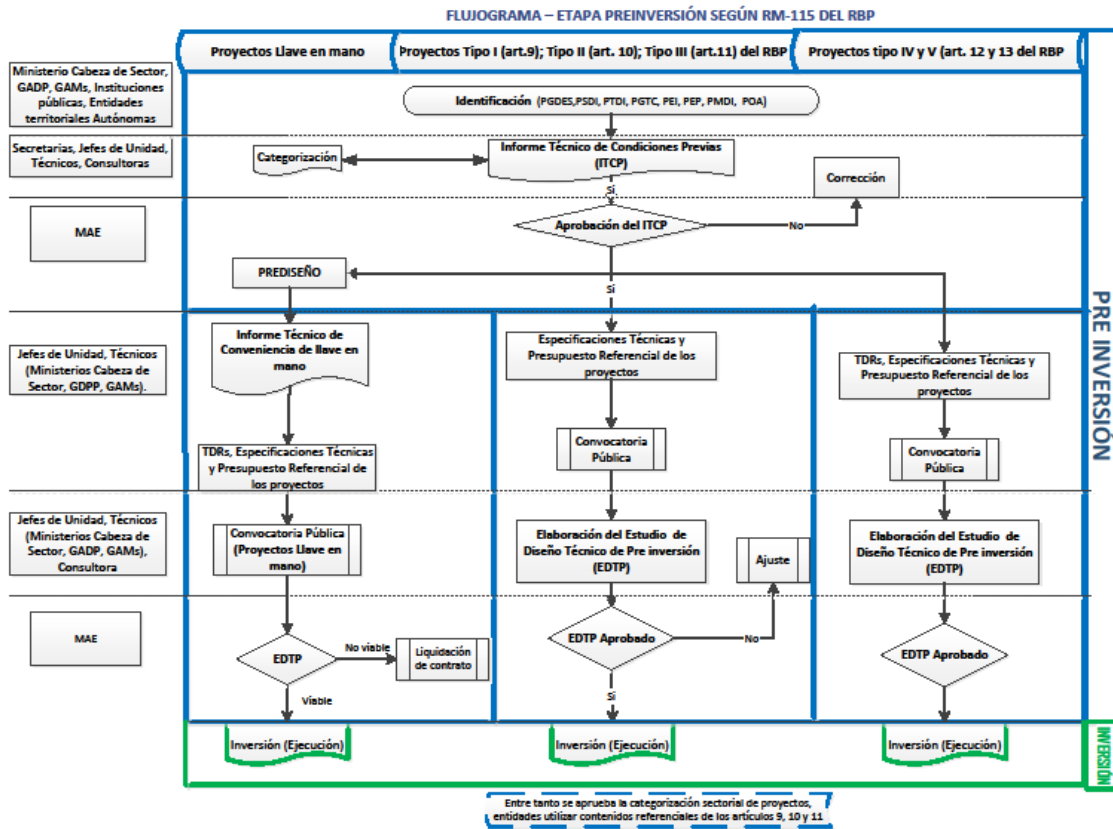 FLUJOGRAMA – ETAPA PREINVERSIÓN SEGÚN RM-115 DEL RBP
Proyectos Llave en mano
Proyectos Tipo I (art.9); Tipo II (art. 10); Tipo III (art.11) del RBP
Proyectos tipo IV y V (art. 12 y 13 del RBP
Ministerio Cabeza de Sector,
GADP, GAMs, Instituciones
públicas, Entidades
territoriales Autónomas
Identificación (PGDES,PSDI, PTDI, PGTC, PEI, PEP, PMDI, POA)
Secretarias, Jefes de Unidad,
Técnicos, Consultoras
Categorización
Informe Técnico de Condiciones Previas
(ITCP)
Corrección
Si
MAE
Aprobación del ITCP
No
PREDISEÑO
Si
PRE INVERSIÓN
Jefes de Unidad, Técnicos
(Ministerios Cabeza de
Sector, GDPP, GAMs).
Informe Técnico de
Conveniencia de llave en
mano
Especificaciones Técnicas y
Presupuesto Referencial de los
proyectos
TDRs, Especificaciones Técnicas y
Presupuesto Referencial de los
proyectos
TDRs, Especificaciones Técnicas
y Presupuesto Referencial de
los proyectos
Convocatoria
Pública
Convocatoria
Pública
Jefes de Unidad, Técnicos
(Ministerios Cabeza de
Sector, GADP, GAMs),
Consultora
Convocatoria Pública
(Proyectos Llave en
mano)
Elaboración del Estudio de
Diseño Técnico de Pre inversión
(EDTP)
Ajuste
Elaboración del Estudio de
Diseño Técnico de Pre inversión
(EDTP)
MAE
EDTP
No viable
Liquidación
de contrato
Viable
EDTP Aprobado
No
Si
EDTP Aprobado
Inversión (Ejecución)
Inversión (Ejecución)
Inversión (Ejecución)
INVERSIÓN
Entre tanto se aprueba la categorización sectorial de proyectos,
entidades utilizar contenidos referenciales de los artículos 9, 10 y 11